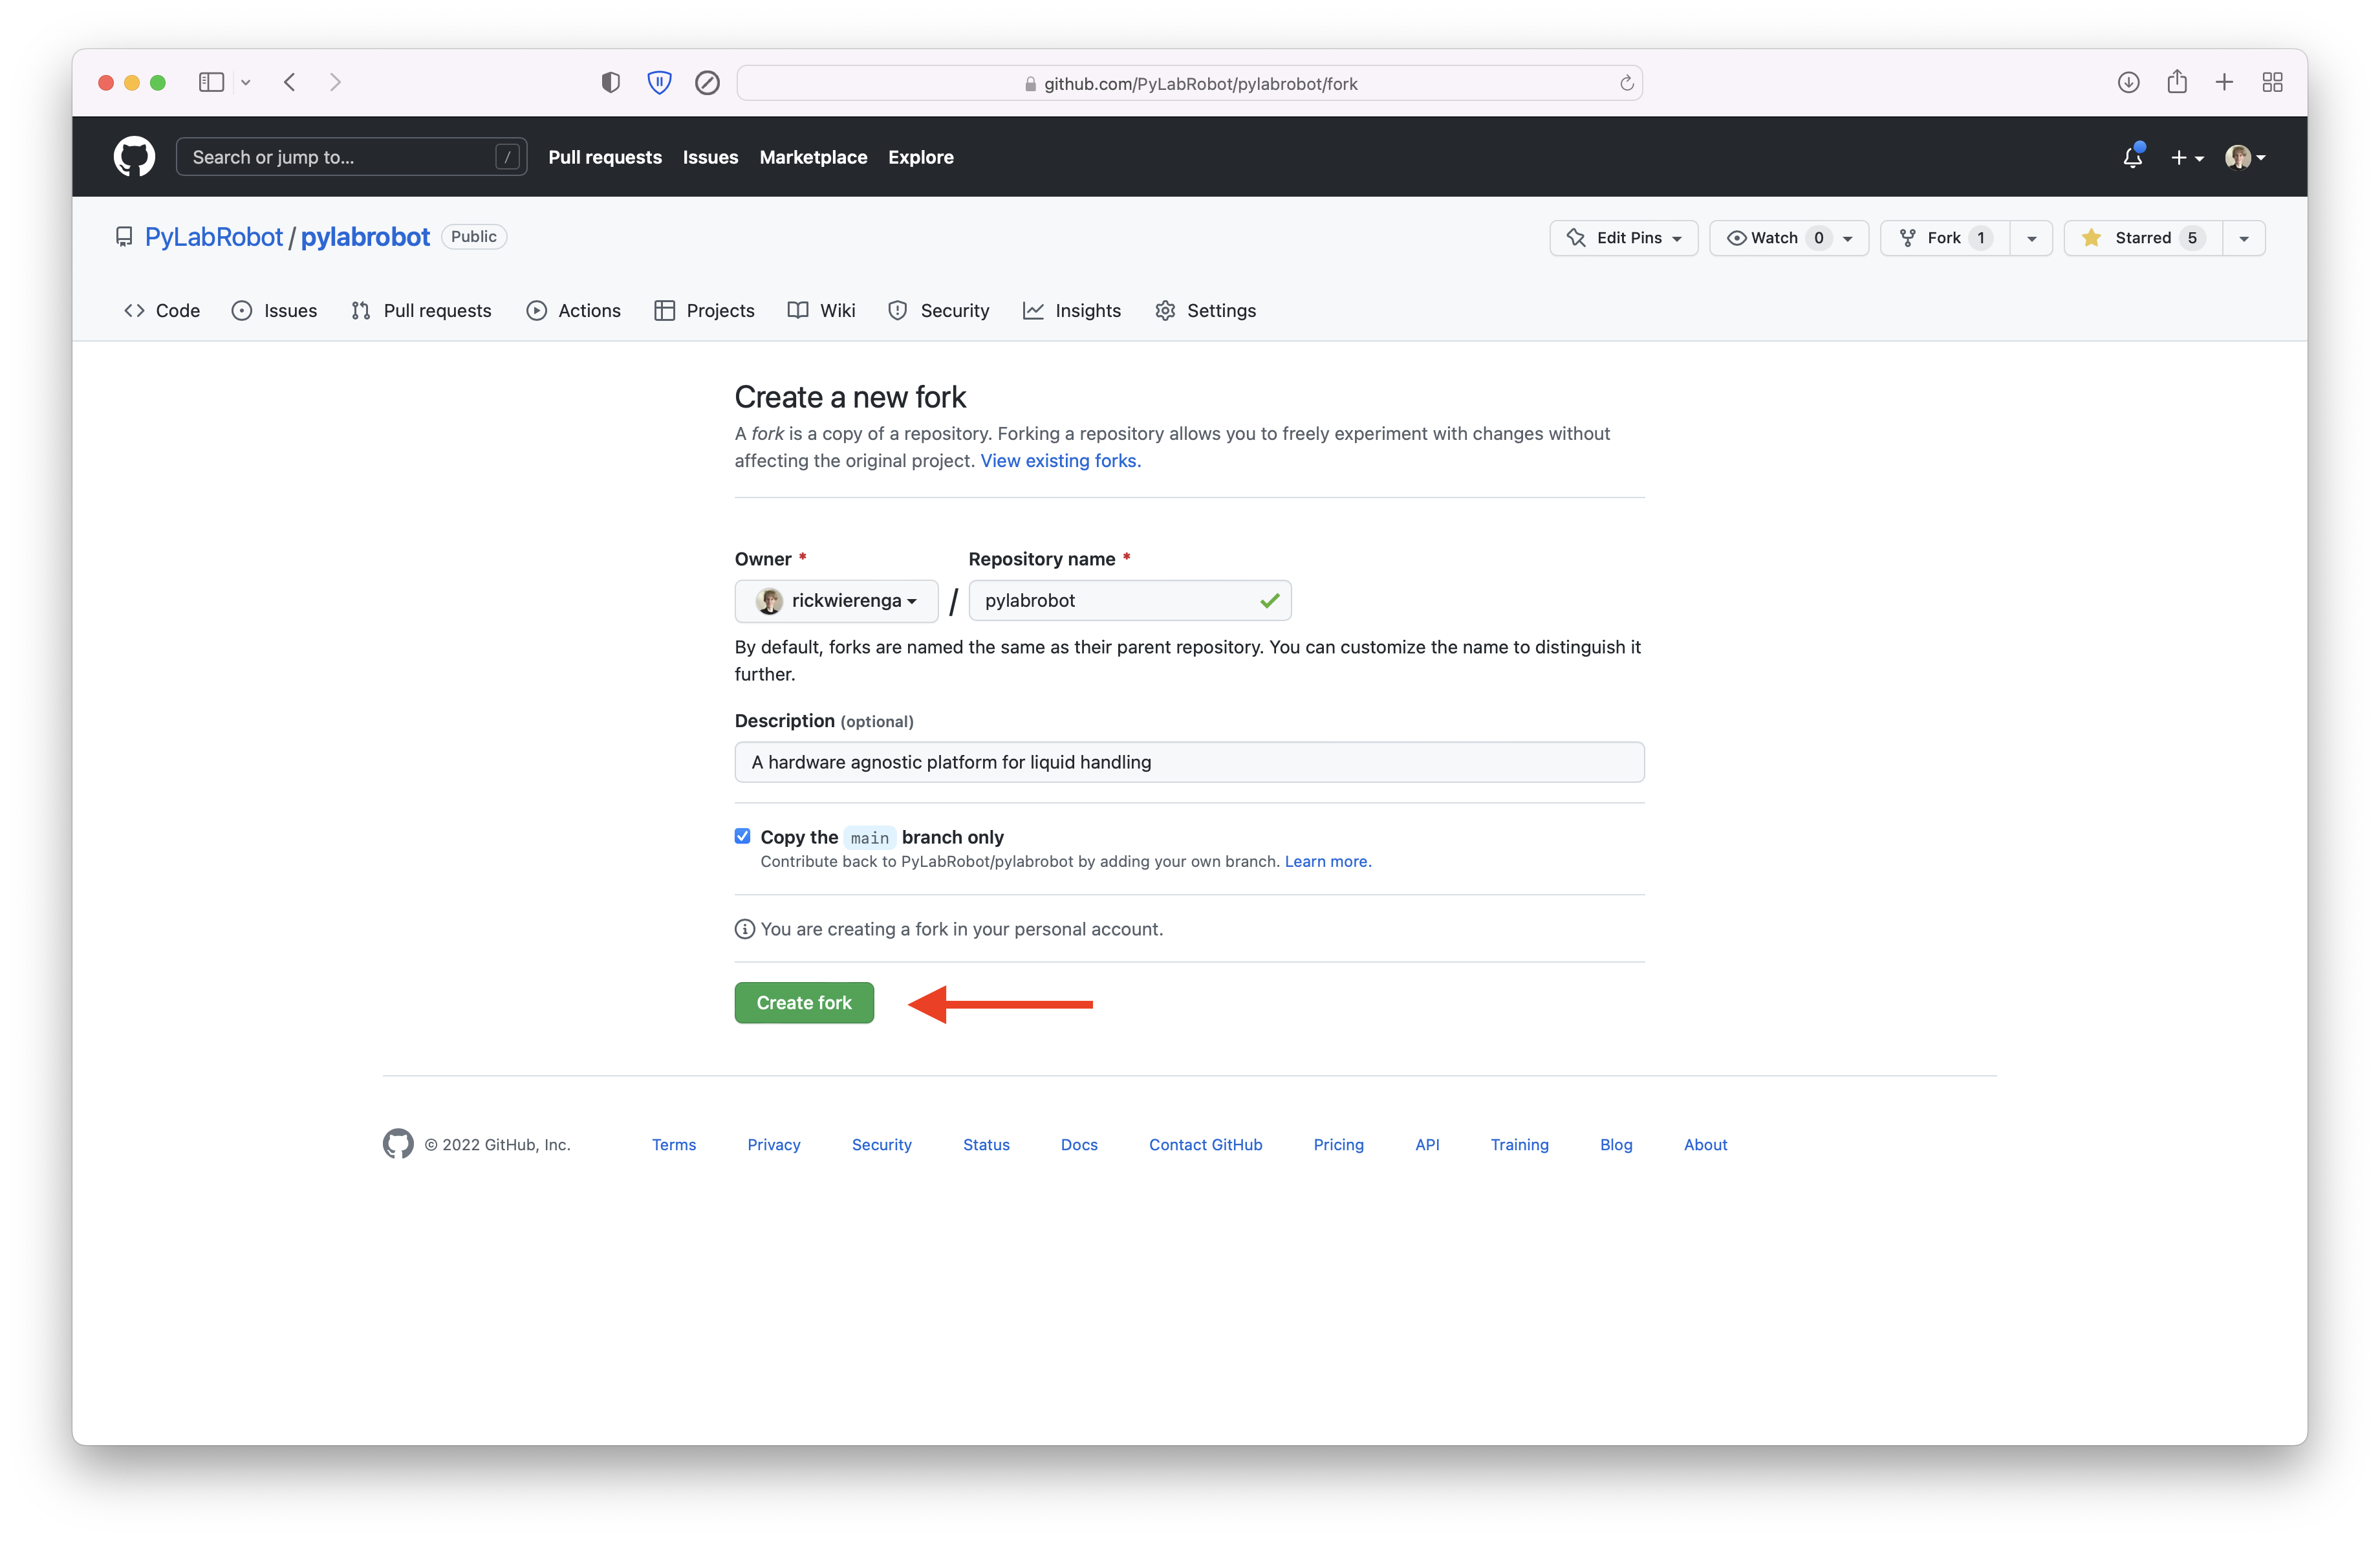 github.com/PyLabRobot/pylabrobot/fork
Search or jump to... /
Pull requests Issues Marketplace Explore
PyLabRobot / pylabrobot Public
Edit Pins Watch 0 Fork 1 Starred 5
Code Issues Pull requests Actions Projects Wiki Security Insights Settings
Create a new fork
A fork is a copy of a repository. Forking a repository allows you to freely experiment with changes without
affecting the original project. View existing forks.
Owner * Repository name *
rickwierenga / pylabrobot
By default, forks are named the same as their parent repository. You can customize the name to distinguish it
further.
Description (optional)
A hardware agnostic platform for liquid handling
Copy the main branch only
Contribute back to PyLabRobot/pylabrobot by adding your own branch. Learn more.
You are creating a fork in your personal account.
Create fork
© 2022 GitHub, Inc. Terms Privacy Security Status Docs Contact GitHub Pricing API Training Blog About